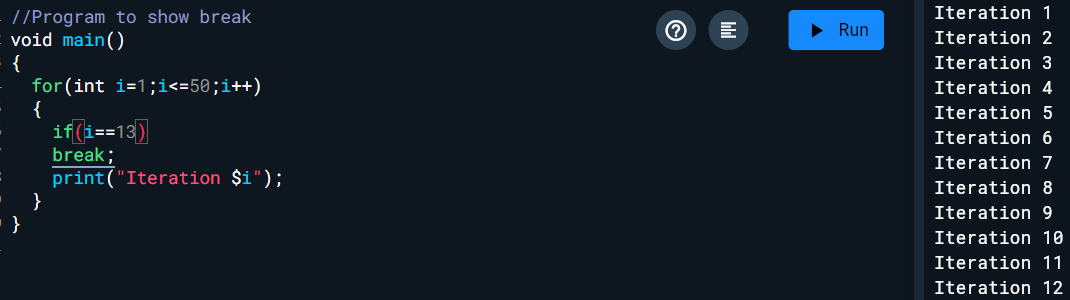 //Program to show break
void main()
{
for(int i=1;i<=50;i++)
{
if(i==13)
break;
print("Iteration $i");
}
}
Run
Iteration 1
Iteration 2
Iteration 3
Iteration 4
Iteration 5
Iteration 6
Iteration 7
Iteration 8
Iteration 9
Iteration 10
Iteration 11
Iteration 12